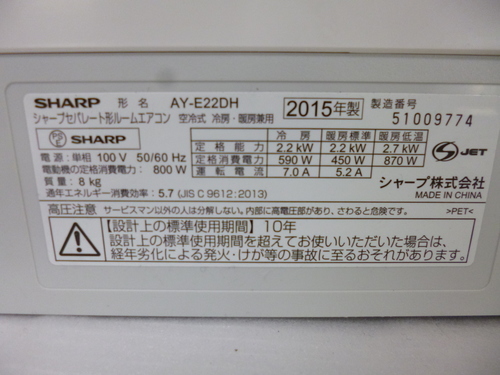 SHARP 形名 AY-E22DH 2015年製 製造番号
シャープセパレート形ルームエアコン 空冷式 冷房・暖房兼用 51009774
SHARP
電源:単相 100 V 50/60 Hz
電動機の定格消費電力: 800 W
質量: 8 kg
冷房 暖房標準 暖房低温
定格能力 2.2 kW 2.2 kW 2.7 kW
定格消費電力 590 W 450 W 870 W
運転電流 7.0 A 5.2 A
JET
通年エネルギー消費効率: 5.7 (JIS C 9612:2013)
シャープ株式会社
MADE IN CHINA
高圧注意 サービスマン以外の人は分解しない。内部に高電圧部があり、さわると危険です。
>PET<
【設計上の標準使用期間】10年
設計上の標準使用期間を超えてお使いいただいた場合は、
経年劣化による発火・けが等の事故に至るおそれがあります。